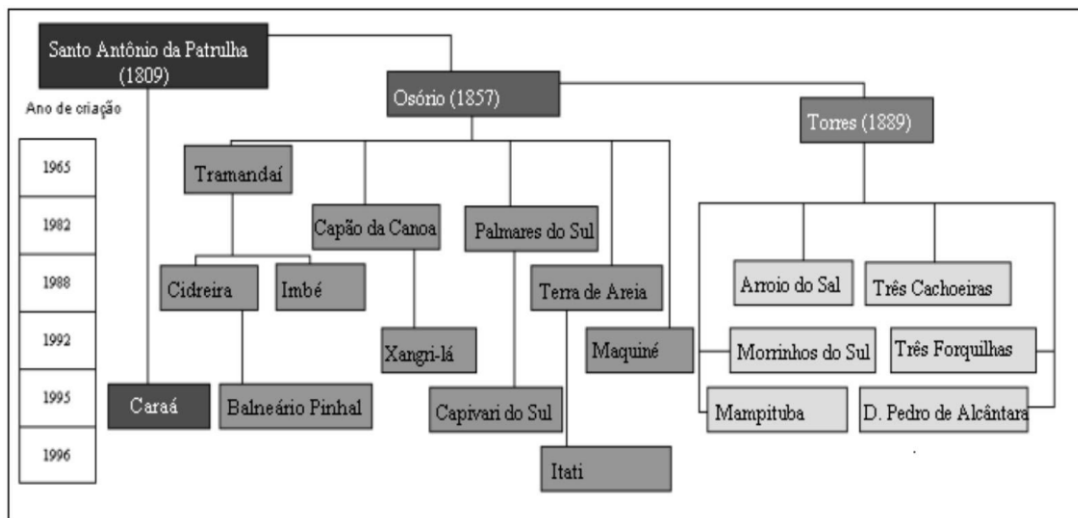 Santo Antônio da Patrulha
(1809)
Ano de criação
Osório (1857)
Torres (1889)
1965
Tramandaí
1982
Capão da Canoa
Palmares do Sul
1988
Cidreira
Imbé
Terra de Areia
Arroio do Sal
Três Cachoeiras
1992
Xangri-lá
Maquiné
Morrinhos do Sul
Três Forquilhas
1995
Caraá
Balneário Pinhal
Capivari do Sul
Mampituba
D. Pedro de Alcântara
1996
Itati